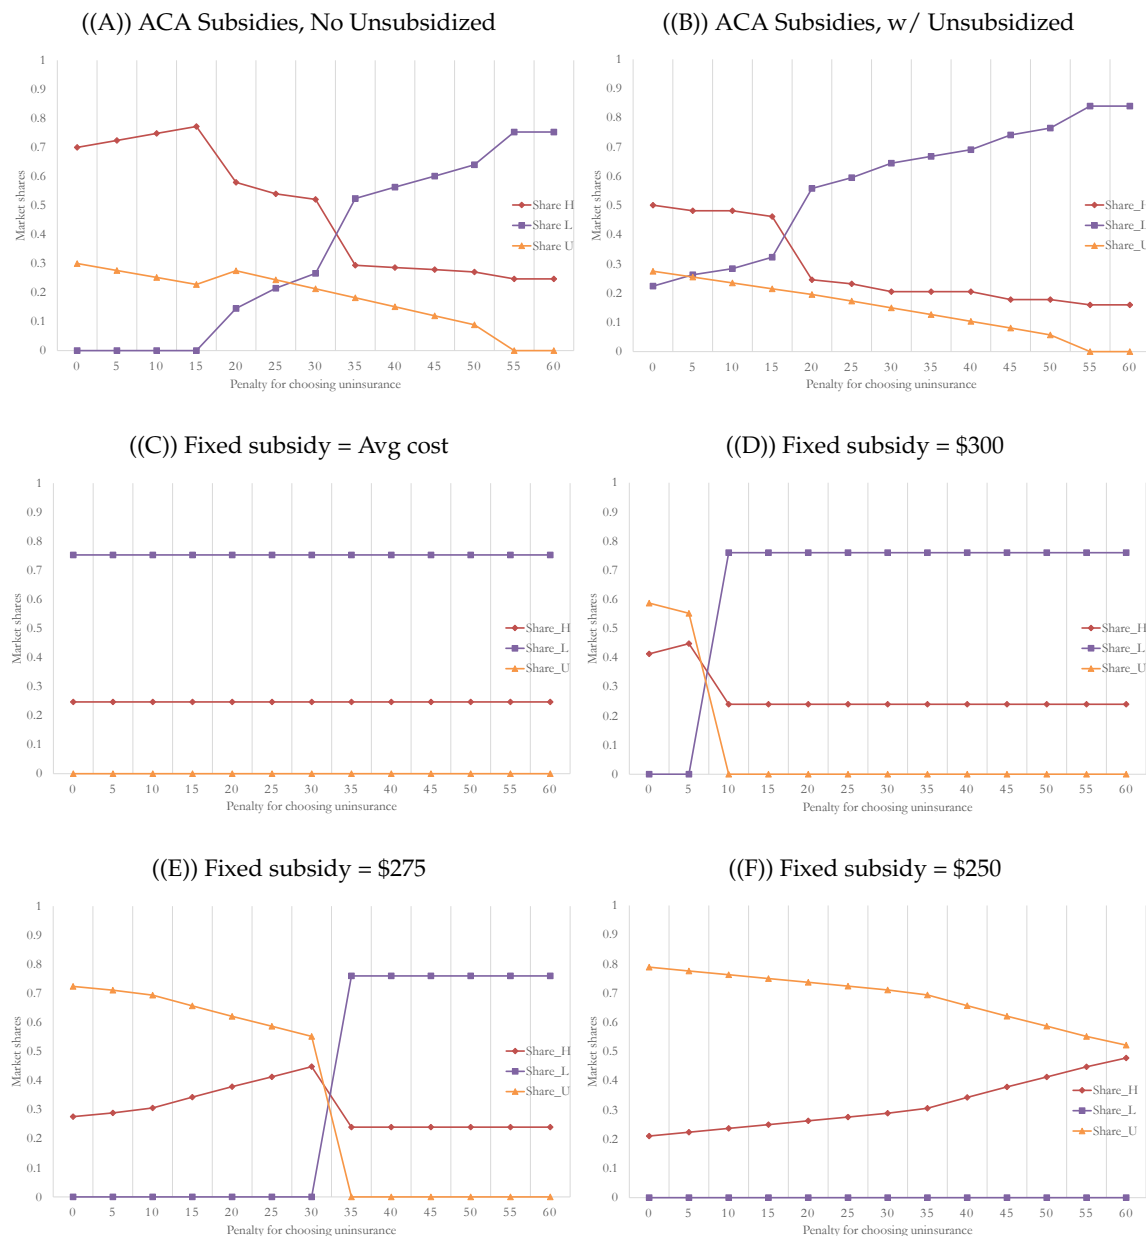 ((A)) ACA Subsidies, No Unsubsidized
1
0.9
0.8
0.7
0.6
0.5
0.4
0.3
0.2
0.1
0
Market shares
Share H
Share L
Share U
0 5 10 15 20 25 30 35 40 45 50 55 60
Penalty for choosing uninsurance
((B)) ACA Subsidies, w/ Unsubsidized
1
0.9
0.8
0.7
0.6
0.5
0.4
0.3
0.2
0.1
0
Market shares
Share_H
Share_L
Share_U
0 5 10 15 20 25 30 35 40 45 50 55 60
Penalty for choosing uninsurance
((C)) Fixed subsidy = Avg cost
1
0.9
0.8
0.7
0.6
0.5
0.4
0.3
0.2
0.1
0
Market shares
Share_H
Share_L
Share_U
0 5 10 15 20 25 30 35 40 45 50 55 60
Penalty for choosing uninsurance
((D)) Fixed subsidy = $300
1
0.9
0.8
0.7
0.6
0.5
0.4
0.3
0.2
0.1
0
Market shares
Share_H
Share_L
Share_U
0 5 10 15 20 25 30 35 40 45 50 55 60
Penalty for choosing uninsurance
((E)) Fixed subsidy = $275
1
0.9
0.8
0.7
0.6
0.5
0.4
0.3
0.2
0.1
0
Market shares
Share_H
Share_L
Share_U
0 5 10 15 20 25 30 35 40 45 50 55 60
Penalty for choosing uninsurance
((F)) Fixed subsidy = $250
1
0.9
0.8
0.7
0.6
0.5
0.4
0.3
0.2
0.1
0
Market shares
Share_H
Share_L
Share_U
0 5 10 15 20 25 30 35 40 45 50 55 60
Penalty for choosing uninsurance